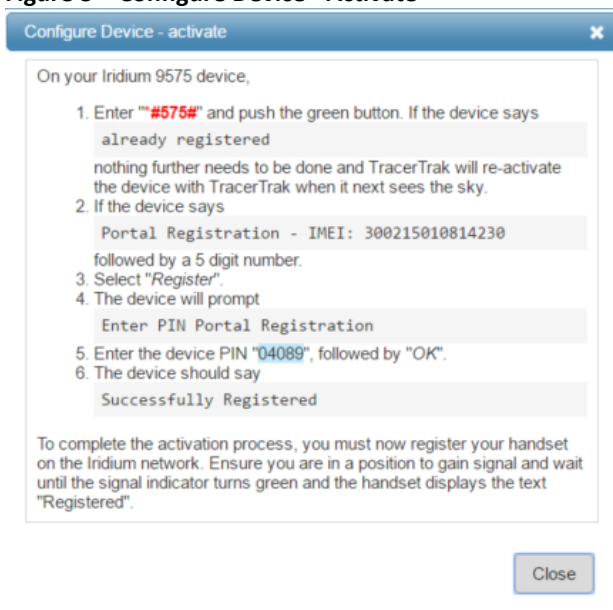 Configure Device - activate
On your Iridium 9575 device,
1. Enter "*#575#" and push the green button. If the device says
already registered
nothing further needs to be done and TracerTrak will re-activate
the device with TracerTrak when it next sees the sky.
2. If the device says
Portal Registration - IMEI: 300215010814230
followed by a 5 digit number.
3. Select "Register".
4. The device will prompt
Enter PIN Portal Registration
5. Enter the device PIN "04089", followed by "OK".
6. The device should say
Successfully Registered
To complete the activation process, you must now register your handset
on the Iridium network. Ensure you are in a position to gain signal and wait
until the signal indicator turns green and the handset displays the text
"Registered".
Close